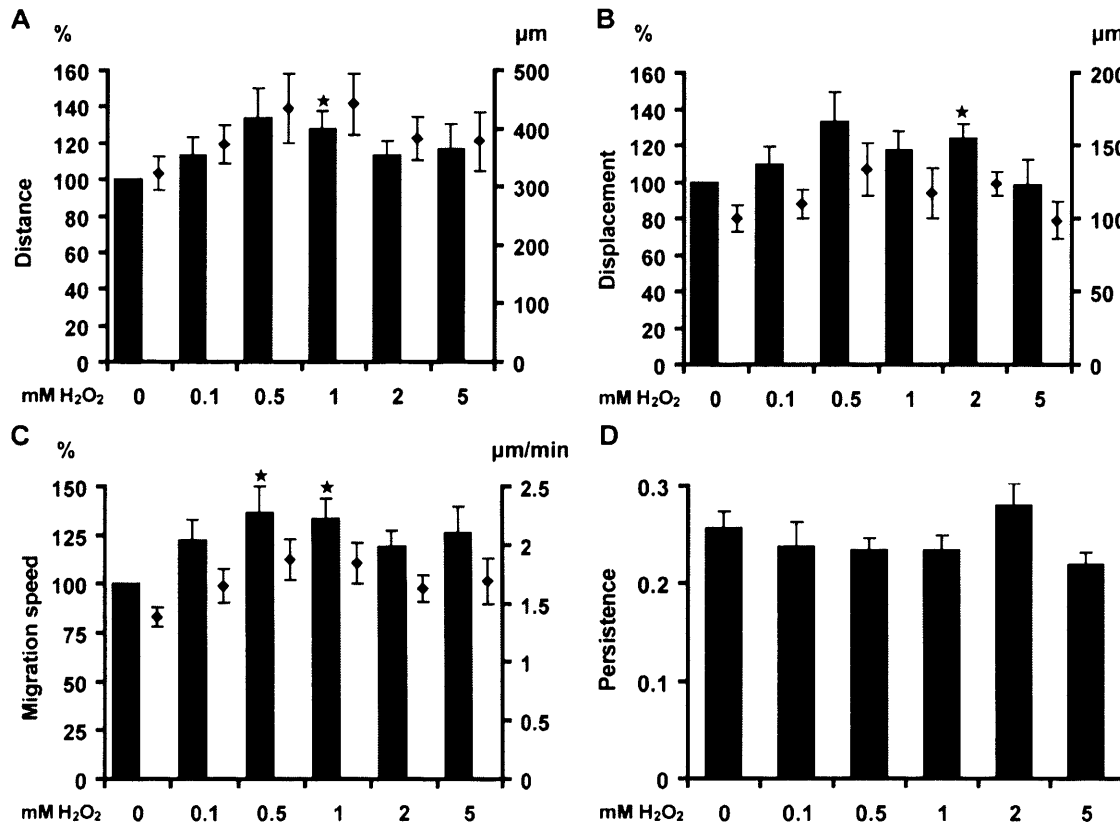 A
% µm
160 500
140
120 400
100 300
80
60 200
40 100
20
0 0
Distance
mM H₂O₂ 0 0.1 0.5 1 2 5
B
% µm
160 200
140
120 150
100
80 100
60
40 50
20
0 0
Displacement
mM H₂O₂ 0 0.1 0.5 1 2 5
C
% µm/min
150 2.5
125 2
100 1.5
75
50 1
25 0.5
0 0
Migration speed
mM H₂O₂ 0 0.1 0.5 1 2 5
D
0.3
0.2
0.1
0
Persistence
mM H₂O₂ 0 0.1 0.5 1 2 5